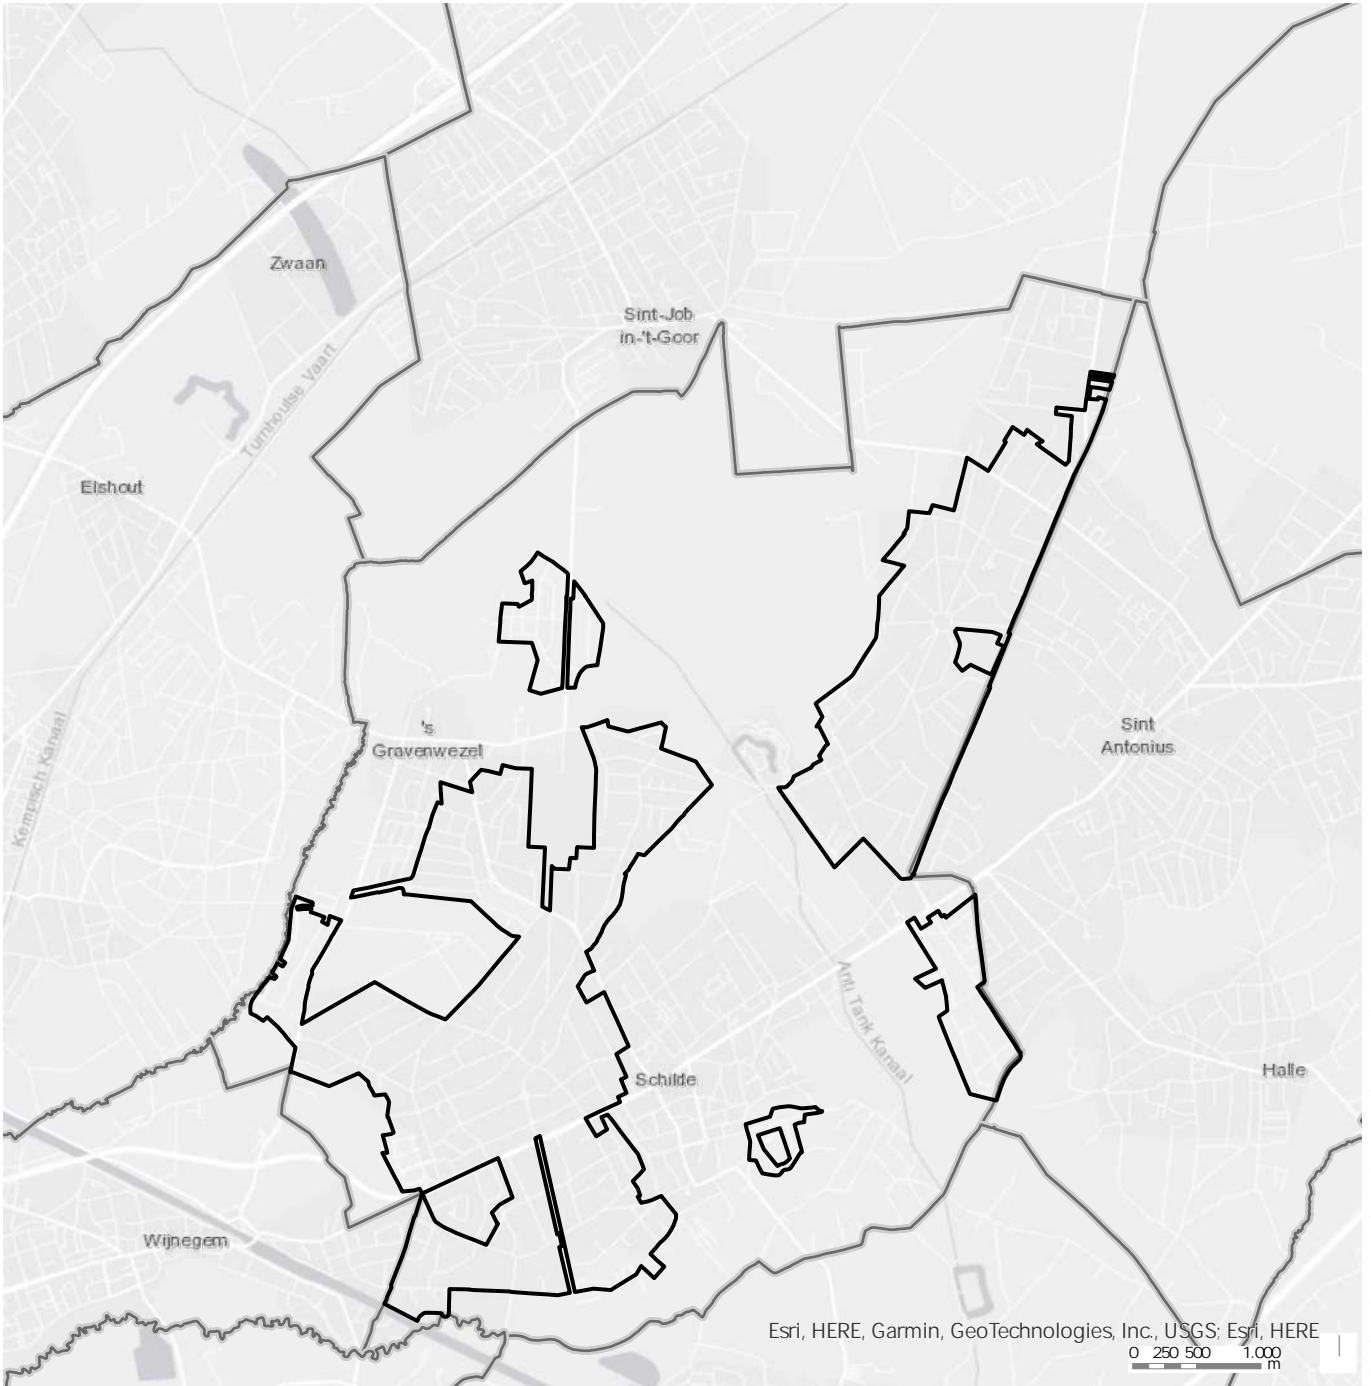 Zwaan
Sint-Job
in-'t-Goor
Turnhoutse Vaart
Elshout
's
Gravenwezel
Sint
Antonius
Kempisch Kanaal
Anti Tank Kanaal
Schilde
Halle
Wijnegem
Esri, HERE, Garmin, GeoTechnologies, Inc., USGS; Esri, HERE
0 250 500 1.000
m